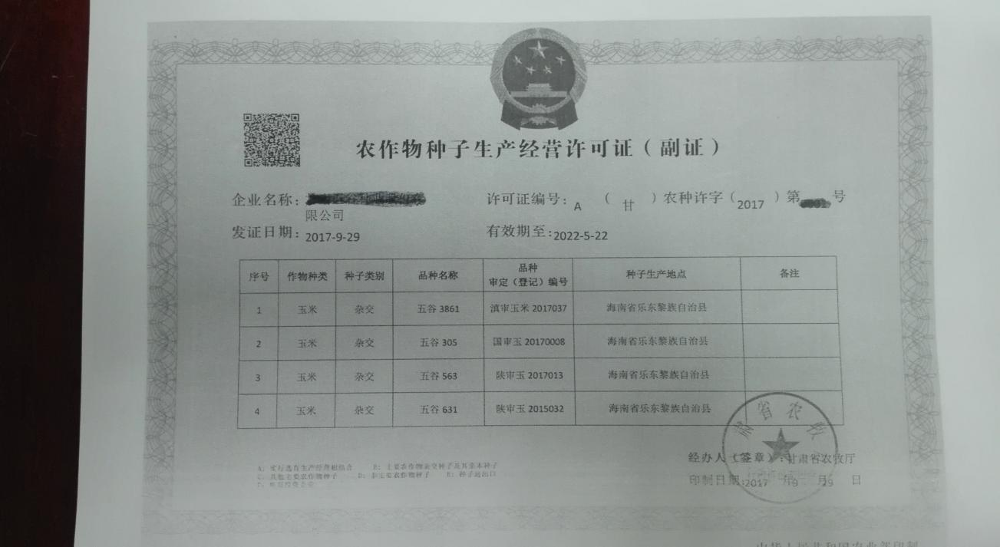 农作物种子生产经营许可证（副证）
企业名称：
限公司
许可证编号：A （甘）农种许字（2017）第 号
发证日期：2017-9-29
有效期至：2022-5-22
序号 作物种类 种子类别 品种名称 品种审定（登记）编号 种子生产地点 备注
1 玉米 杂交 五谷 3861 滇审玉米 2017037 海南省乐东黎族自治县
2 玉米 杂交 五谷 305 国审玉 20170008 海南省乐东黎族自治县
3 玉米 杂交 五谷 563 陕审玉 2017013 海南省乐东黎族自治县
4 玉米 杂交 五谷 631 陕审玉 2015032 海南省乐东黎族自治县
A：实行选育生产经营相结合 B：主要农作物杂交种子及其亲本种子
C：其他主要农作物种子 D：非主要农作物种子 E：种子进出口
肃省农牧
经办人（签章）：甘肃省农牧厅
印制日期：2017 年 9 月 29 日
中华人民共和国农业部印制